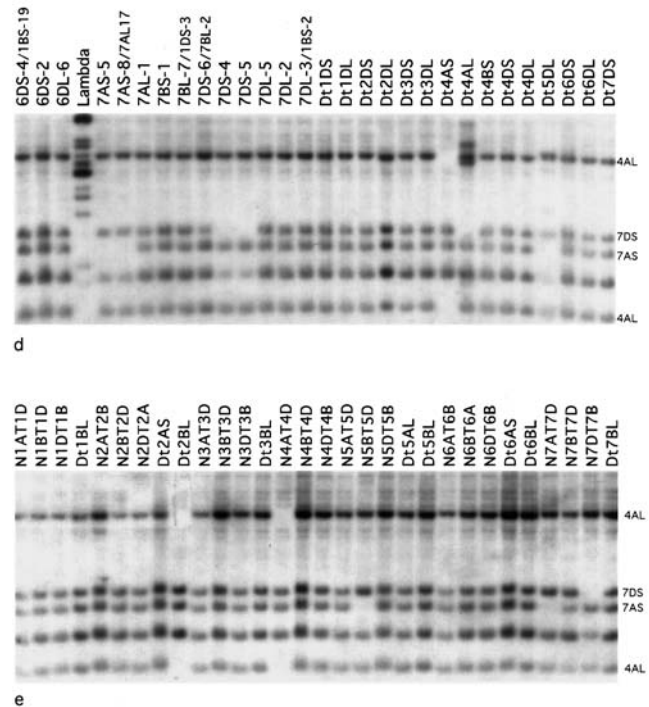 6DS-4/1BS-19
6DS-2
6DL-6
Lambda
7AS-5
7AS-8/7AL17
7AL-1
7BS-1
7BL-7/1DS-3
7DS-6/7BL-2
7DS-4
7DS-5
7DL-5
7DL-2
7DL-3/1BS-2
Dt1DS
Dt1DL
Dt2DS
Dt2DL
Dt3DS
Dt3DL
Dt4AS
Dt4AL
Dt4BS
Dt4DS
Dt4DL
Dt5DL
Dt6DS
Dt6DL
Dt7DS
4AL
7DS
7AS
4AL
d
N1AT1D
N1BT1D
N1DT1B
Dt1BL
N2AT2B
N2BT2D
N2DT2A
Dt2AS
Dt2BL
N3AT3D
N3BT3D
N3DT3B
Dt3BL
N4AT4D
N4BT4D
N4DT4B
N5AT5D
N5BT5D
N5DT5B
Dt5AL
Dt5BL
N6AT6B
N6BT6A
N6DT6B
Dt6AS
Dt6BL
N7AT7D
N7BT7D
N7DT7B
Dt7BL
4AL
7DS
7AS
4AL
e